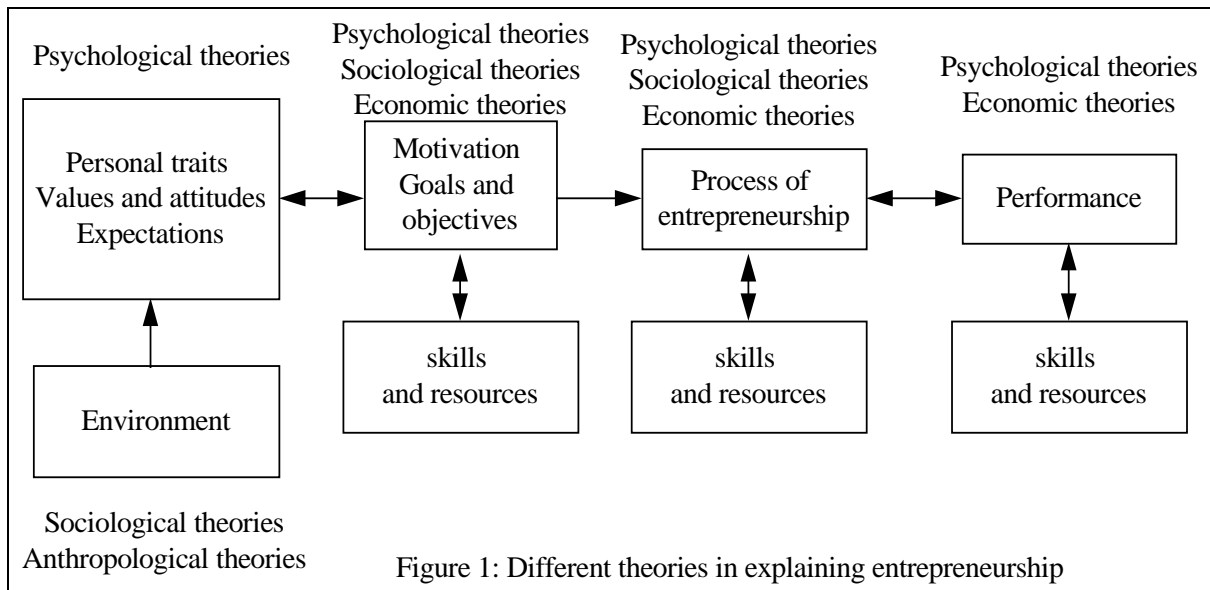 Psychological theories
Personal traits
Values and attitudes
Expectations
Environment
Sociological theories
Anthropological theories
Psychological theories
Sociological theories
Economic theories
Motivation
Goals and
objectives
skills
and resources
Psychological theories
Sociological theories
Economic theories
Process of
entrepreneurship
skills
and resources
Psychological theories
Economic theories
Performance
skills
and resources
Figure 1: Different theories in explaining entrepreneurship